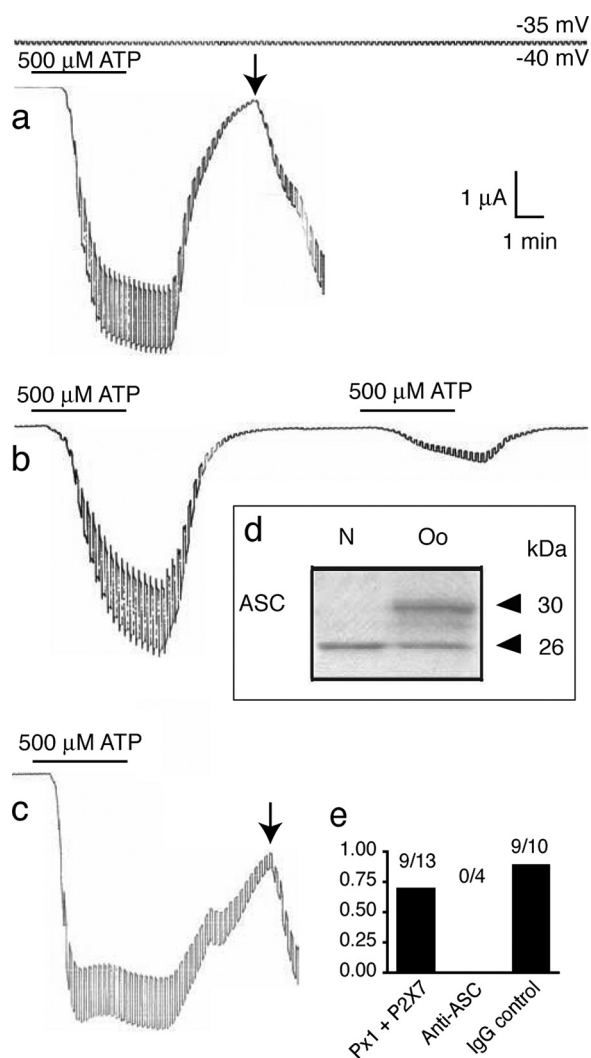 -35 mV
500 μM ATP
-40 mV
a
1 μA
1 min
500 μM ATP
500 μM ATP
b
d
N Oo kDa
ASC
30
26
500 μM ATP
c
e
9/13
0/4
9/10
1.00
0.75
0.50
0.25
0.00
Px1 + P2X7
Anti-ASC
IgG control